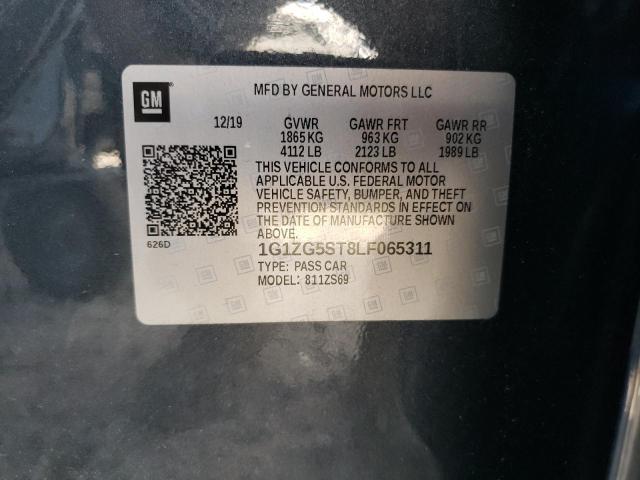 GM
MFD BY GENERAL MOTORS LLC
12/19 GVWR GAWR FRT GAWR RR
1865 KG 963 KG 902 KG
4112 LB 2123 LB 1989 LB
THIS VEHICLE CONFORMS TO ALL
APPLICABLE U.S. FEDERAL MOTOR
VEHICLE SAFETY, BUMPER, AND THEFT
PREVENTION STANDARDS IN EFFECT ON
THE DATE OF MANUFACTURE SHOWN
ABOVE.
626D
1G1ZG5ST8LF065311
TYPE: PASS CAR
MODEL: 811ZS69